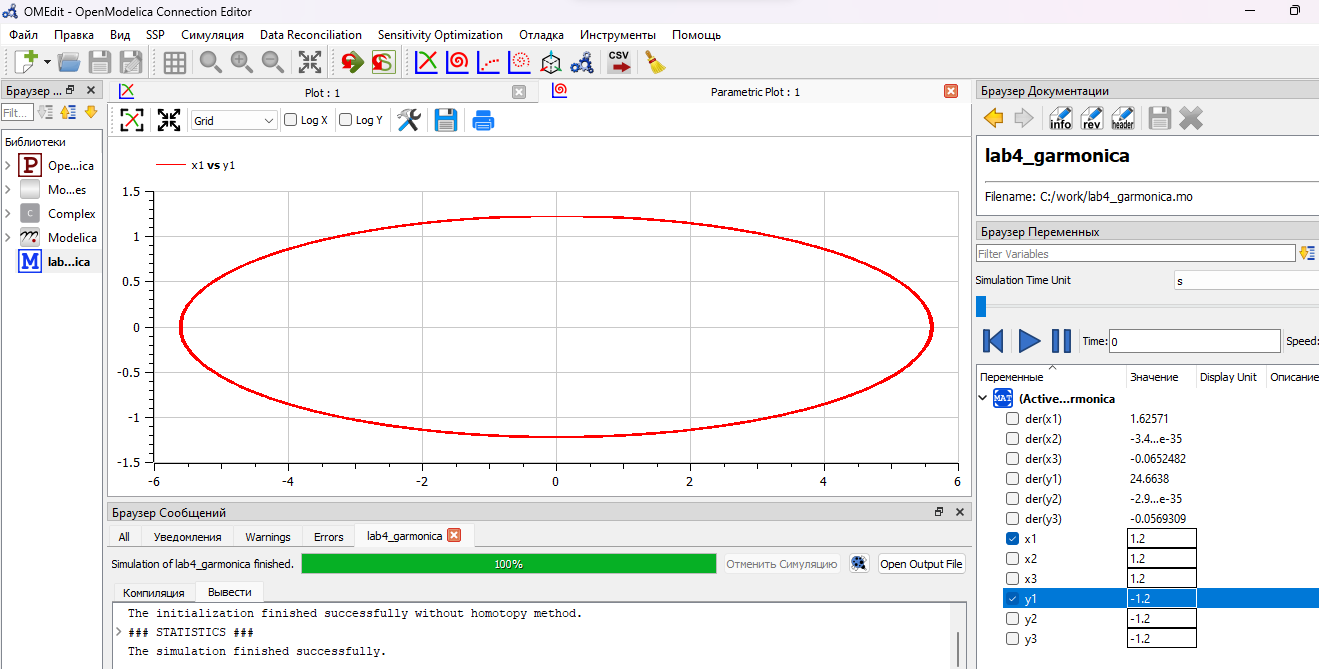 OMEdit - OpenModelica Connection Editor
Файл Правка Вид SSP Симуляция Data Reconciliation Sensitivity Optimization Отладка Инструменты Помощь
CSV
Браузер ...
Filt...
Библиотеки
P Ope...ica
Mo...es
C Complex
Modelica
M lab...ica
Plot : 1
Parametric Plot : 1
Grid Log X Log Y
x1 vs y1
1.5
1
0.5
0
-0.5
-1
-1.5
-6 -4 -2 0 2 4 6
Браузер Сообщений
All Уведомления Warnings Errors lab4_garmonica
Simulation of lab4_garmonica finished. 100% Отменить Симуляцию Open Output File
Компиляция Вывести
The initialization finished successfully without homotopy method.
### STATISTICS ###
The simulation finished successfully.
Браузер Документации
info rev header
lab4_garmonica
Filename: C:/work/lab4_garmonica.mo
Браузер Переменных
Filter Variables
Simulation Time Unit s
Time: 0 Speed:
Переменные Значение Display Unit Описание
MAT (Active...rmonica
der(x1) 1.62571
der(x2) -3.4...e-35
der(x3) -0.0652482
der(y1) 24.6638
der(y2) -2.9...e-35
der(y3) -0.0569309
x1 1.2
x2 1.2
x3 1.2
y1 -1.2
y2 -1.2
y3 -1.2